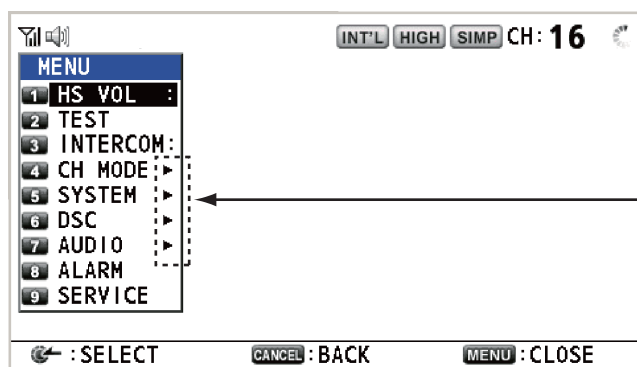 INT'L HIGH SIMP CH: 16
MENU
1 HS VOL :
2 TEST
3 INTERCOM:
4 CH MODE ►
5 SYSTEM ►
6 DSC ►
7 AUDIO ►
8 ALARM
9 SERVICE
: SELECT CANCEL : BACK MENU : CLOSE